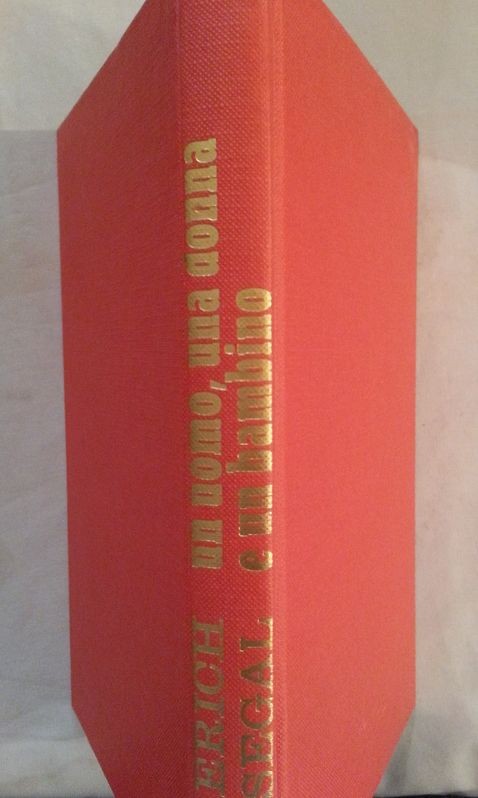 ERICH
SEGAL
un uomo, una donna
e un bambino